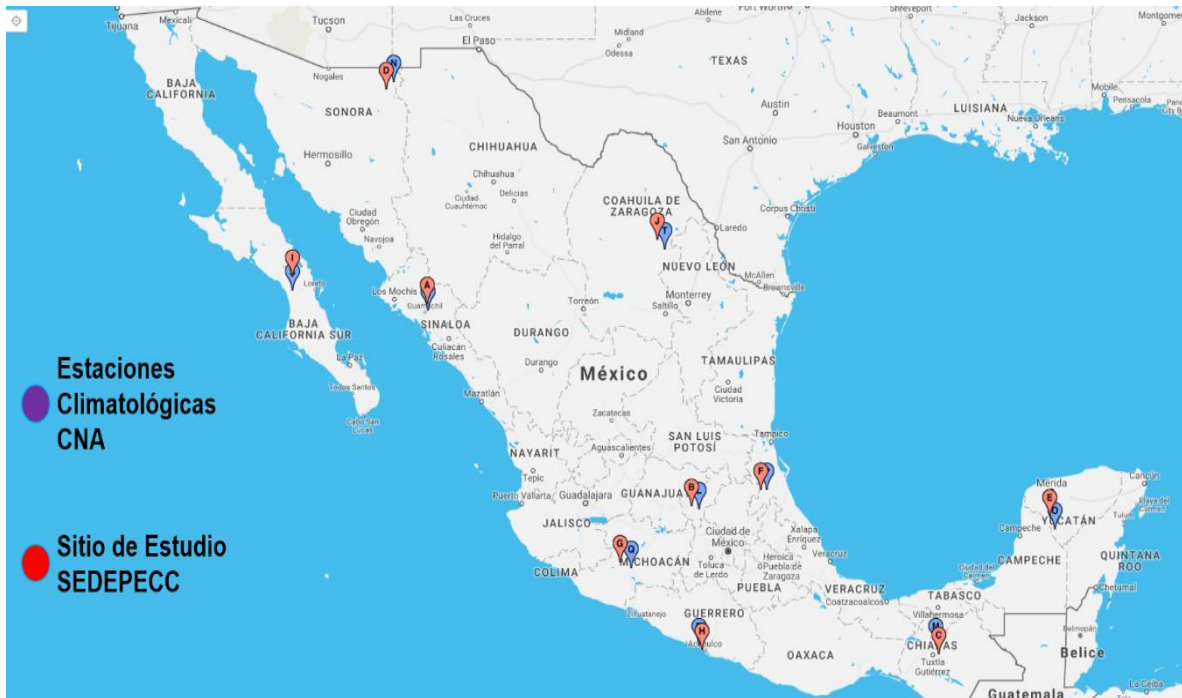 Tijuana
Mexicali
Tucson
Las Cruces
Abilene
Fort Worth
Shreveport
Jackson
Montgomery
El Paso
Midland
Odessa
TEXAS
BAJA
CALIFORNIA
Nogales
D
N
SONORA
Austin
Beaumont
LUISIANA
Mobile
Pensacola
Houston
Nueva Orleans
San Antonio
Galveston
Hermosillo
CHIHUAHUA
Chihuahua
Delicias
Ciudad
Cuauhtémoc
COAHUILA DE
ZARAGOZA
Corpus Christi
Ciudad
Obregón
Navojoa
Hidalgo
del Parral
J
T
Laredo
NUEVO LEÓN
McAllen
Brownsville
I
Loreto
A
Los Mochis
Guamúchil
SINALOA
Torreón
Monterrey
Saltillo
BAJA
CALIFORNIA SUR
Culiacán
Rosales
DURANGO
Durango
La Paz
Todos Santos
Cabo San
Lucas
México
TAMAULIPAS
Ciudad
Victoria
Mazatlán
Zacatecas
Estaciones
Climatológicas
CNA
SAN LUIS
POTOSÍ
Tampico
NAYARIT
Tepic
Aguascalientes
F
Puerto Vallarta
Guadalajara
GUANAJUA
B
Mérida
Cancún
Playa del
Carmen
E
O
Tulum
YUCATÁN
JALISCO
Ciudad de
México
Xalapa
Enríquez
Campeche
Sitio de Estudio
SEDEPECC
G
Q
MICHOACÁN
COLIMA
Toluca
de Lerdo
Heroica
Puebla de
Zaragoza
Veracruz
CAMPECHE
QUINTANA
ROO
Ciudad del
Carmen
Chetumal
PUEBLA
VERACRUZ
Coatzacoalcos
TABASCO
Villahermosa
Zihuatanejo
GUERRERO
H
Acapulco
M
C
CHIAPAS
Tuxtla
Gutiérrez
Belmopán
Belice
OAXACA
Guatemala
La Ceiba